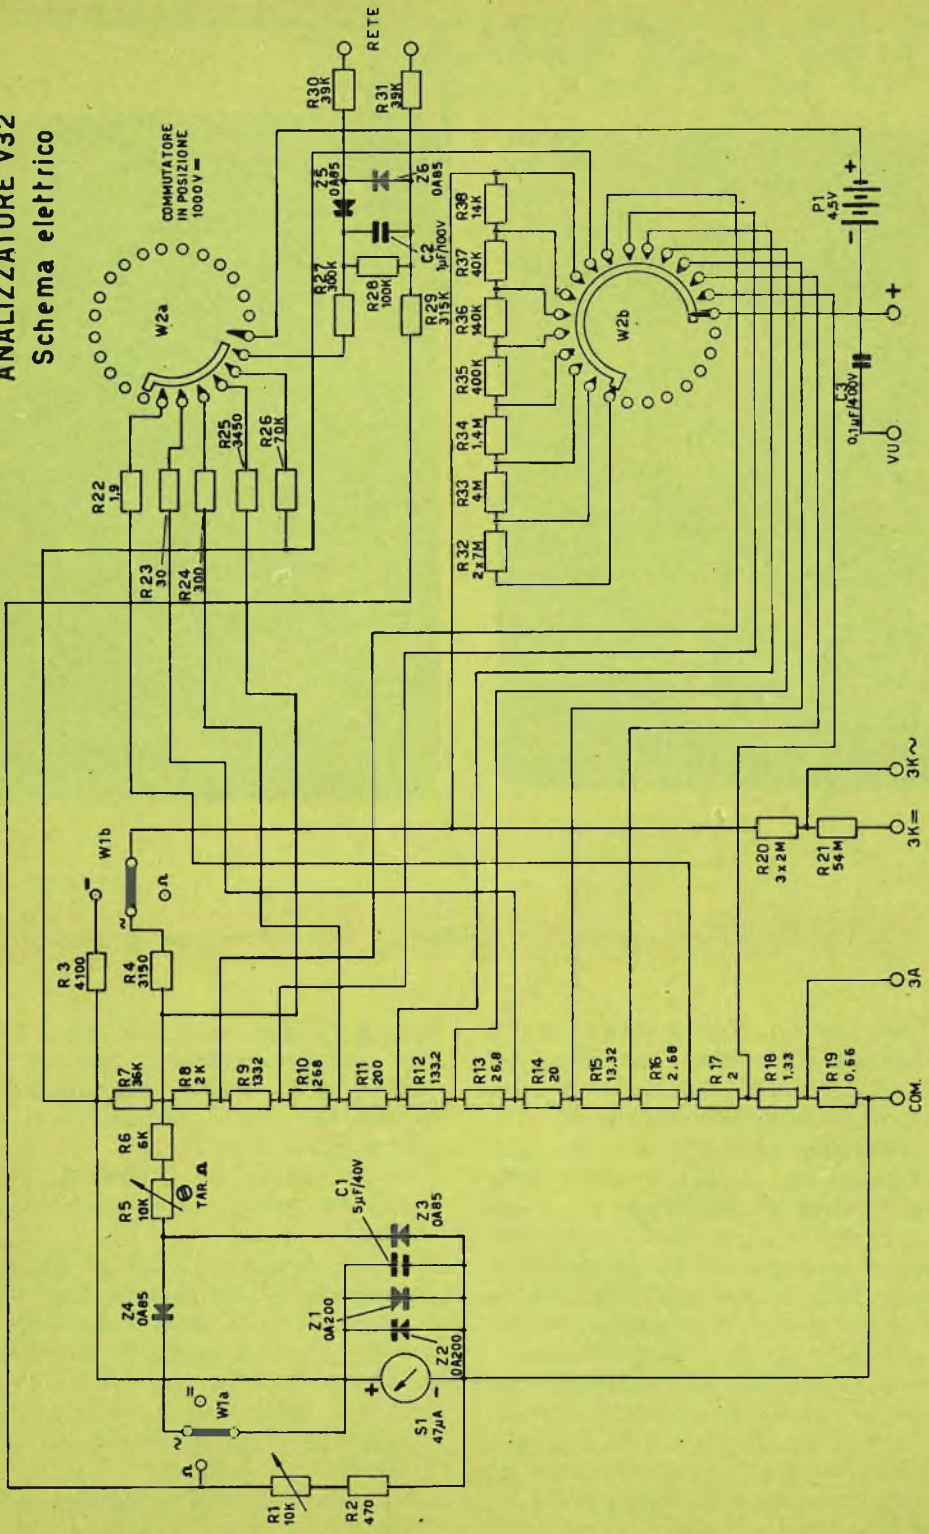 ANALIZZATORE V32
Schema elettrico
COMMUTATORE
IN POSIZIONE
1000V =
W2a
RETE
R30
39K
R31
39K
Z5
OA85
Z6
OA85
R27
300K
R28
100K
C2
1µF/100V
R29
315K
R22
1,9
R23
30
R24
300
R25
3450
R26
70K
R38
14K
R37
40K
R36
140K
R35
400K
R34
1,4M
R33
4M
R32
2x7M
W2b
P1
4,5V
-
+
C3
0,1µF/400V
+
VU
W1b
-
~
Ω
R3
4100
R4
3150
R20
3x2M
R21
54M
3K~
3K=
3A
COM.
R7
36K
R8
2K
R9
1332
R10
268
R11
200
R12
133,2
R13
26,8
R14
20
R15
13,32
R16
2,68
R17
2
R18
1,33
R19
0,66
R6
6K
R5
10K
TAR. Ω
C1
5µF/40V
Z3
OA85
Z4
OA85
Z1
OA200
Z2
OA200
+
-
S1
47µA
W1a
=
~
Ω
R1
10K
R2
470